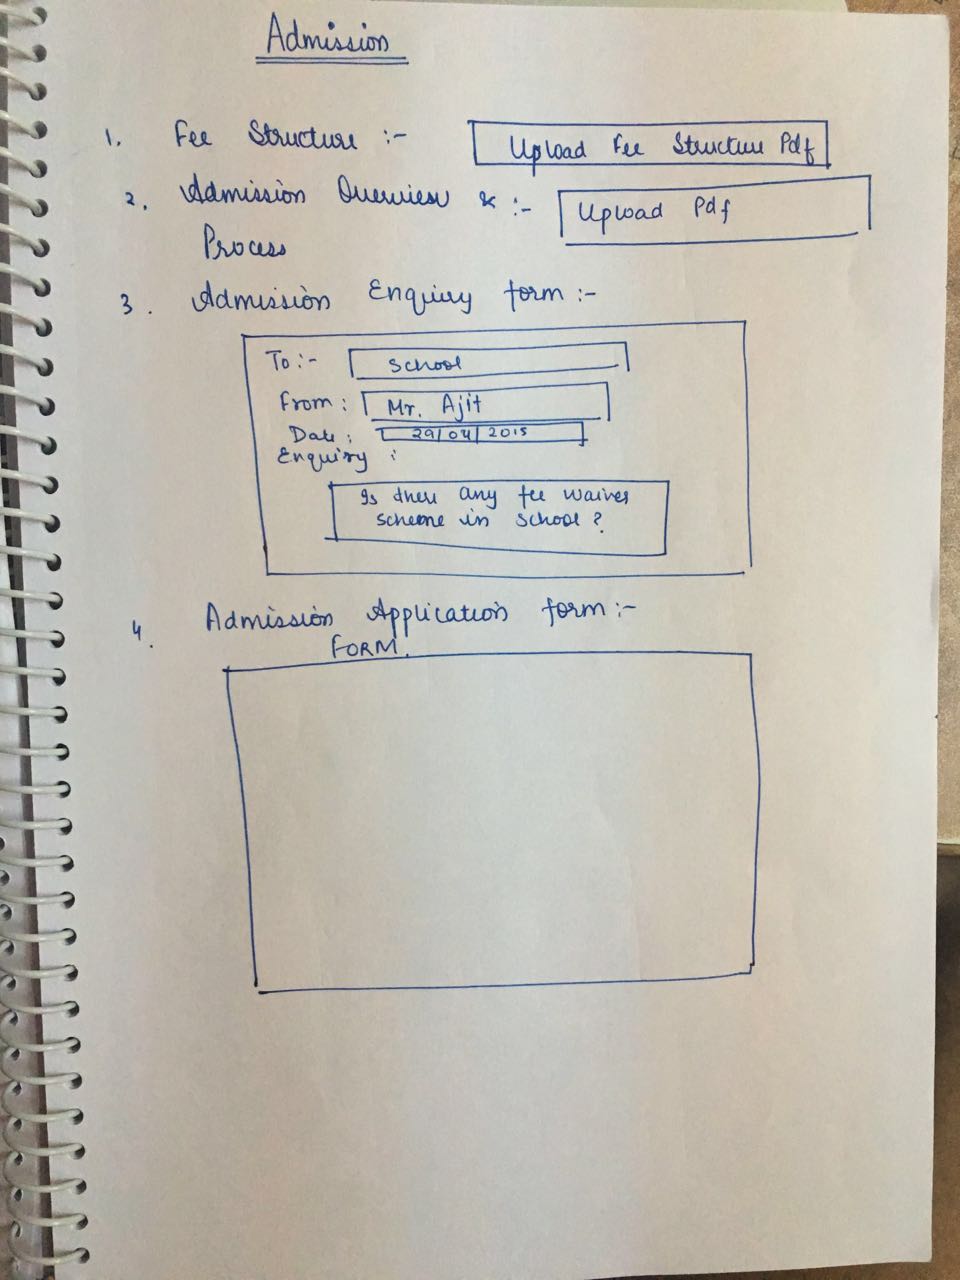 Admission
1. Fee Structure :- Upload Fee Structure Pdf
2. Admission Overview & :- Upload Pdf
Process
3. Admission Enquiry form :-
To :- School
From : Mr. Ajit
Date : 29/04/2015
Enquiry :
Is there any fee waiver
scheme in school ?
4. Admission Application form :-
FORM.